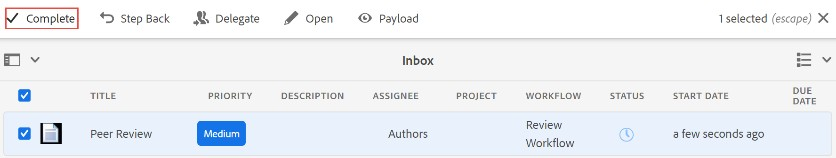 Complete Step Back Delegate Open Payload 1 selected (escape)
Inbox
TITLE PRIORITY DESCRIPTION ASSIGNEE PROJECT WORKFLOW STATUS START DATE DUE DATE
Peer Review Medium Authors Review Workflow a few seconds ago